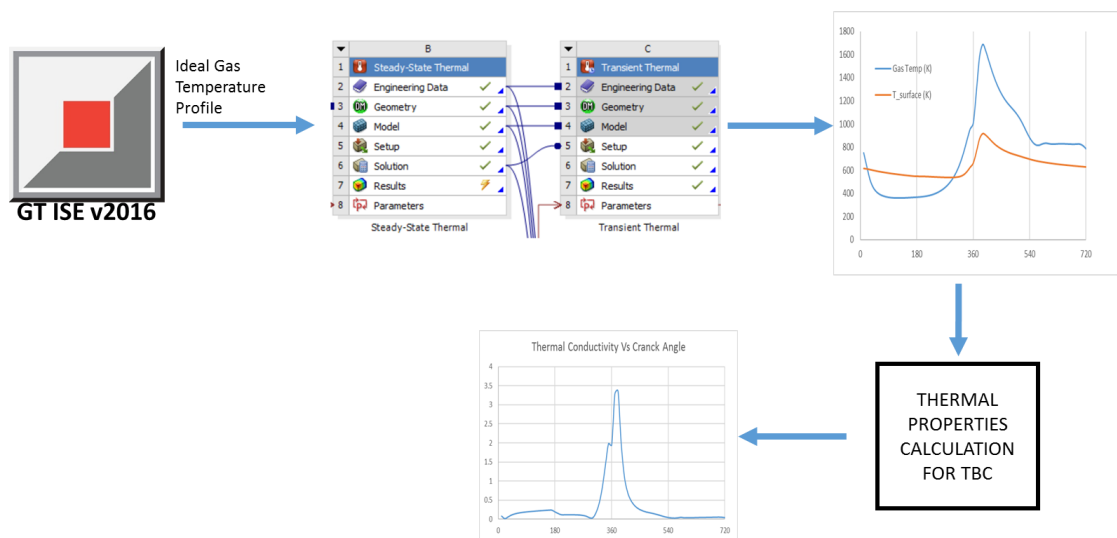 GT ISE v2016
Ideal Gas
Temperature
Profile
B
1 Steady-State Thermal
2 Engineering Data
3 Geometry
4 Model
5 Setup
6 Solution
7 Results
8 Parameters
Steady-State Thermal
C
1 Transient Thermal
2 Engineering Data
3 Geometry
4 Model
5 Setup
6 Solution
7 Results
8 Parameters
Transient Thermal
1800
1600
1400
1200
1000
800
600
400
200
0
Gas Temp (K)
T_surface (K)
0 180 360 540 720
THERMAL
PROPERTIES
CALCULATION
FOR TBC
Thermal Conductivity Vs Cranck Angle
4
3.5
3
2.5
2
1.5
1
0.5
0
0 180 360 540 720